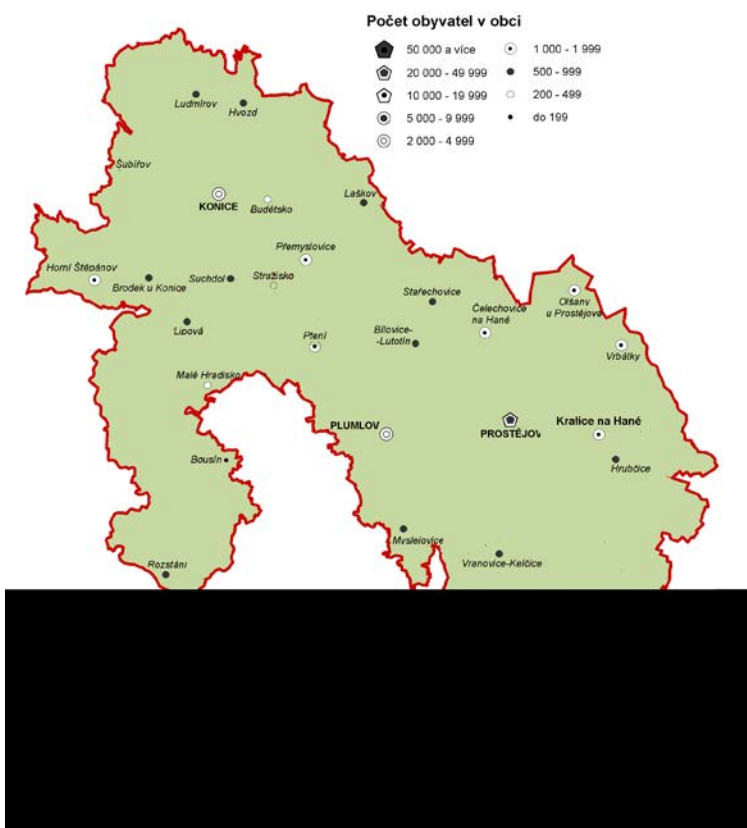 Počet obyvatel v obci
50 000 a více
20 000 - 49 999
10 000 - 19 999
5 000 - 9 999
2 000 - 4 999
1 000 - 1 999
500 - 999
200 - 499
do 199
Ludmírov
Hvozd
Šubířov
KONICE
Budětsko
Laškov
Přemyslovice
Horní Štěpánov
Brodek u Konice
Suchdol
Stražisko
Stařechovice
Čelechovice
na Hané
Olšany
u Prostějova
Lipová
Ptení
Bílovice-
-Lutotín
Vrbátky
Malé Hradisko
PLUMLOV
PROSTĚJOV
Kralice na Hané
Bousín
Hrubčice
Myslejovice
Vranovice-Kelčice
Rozstání